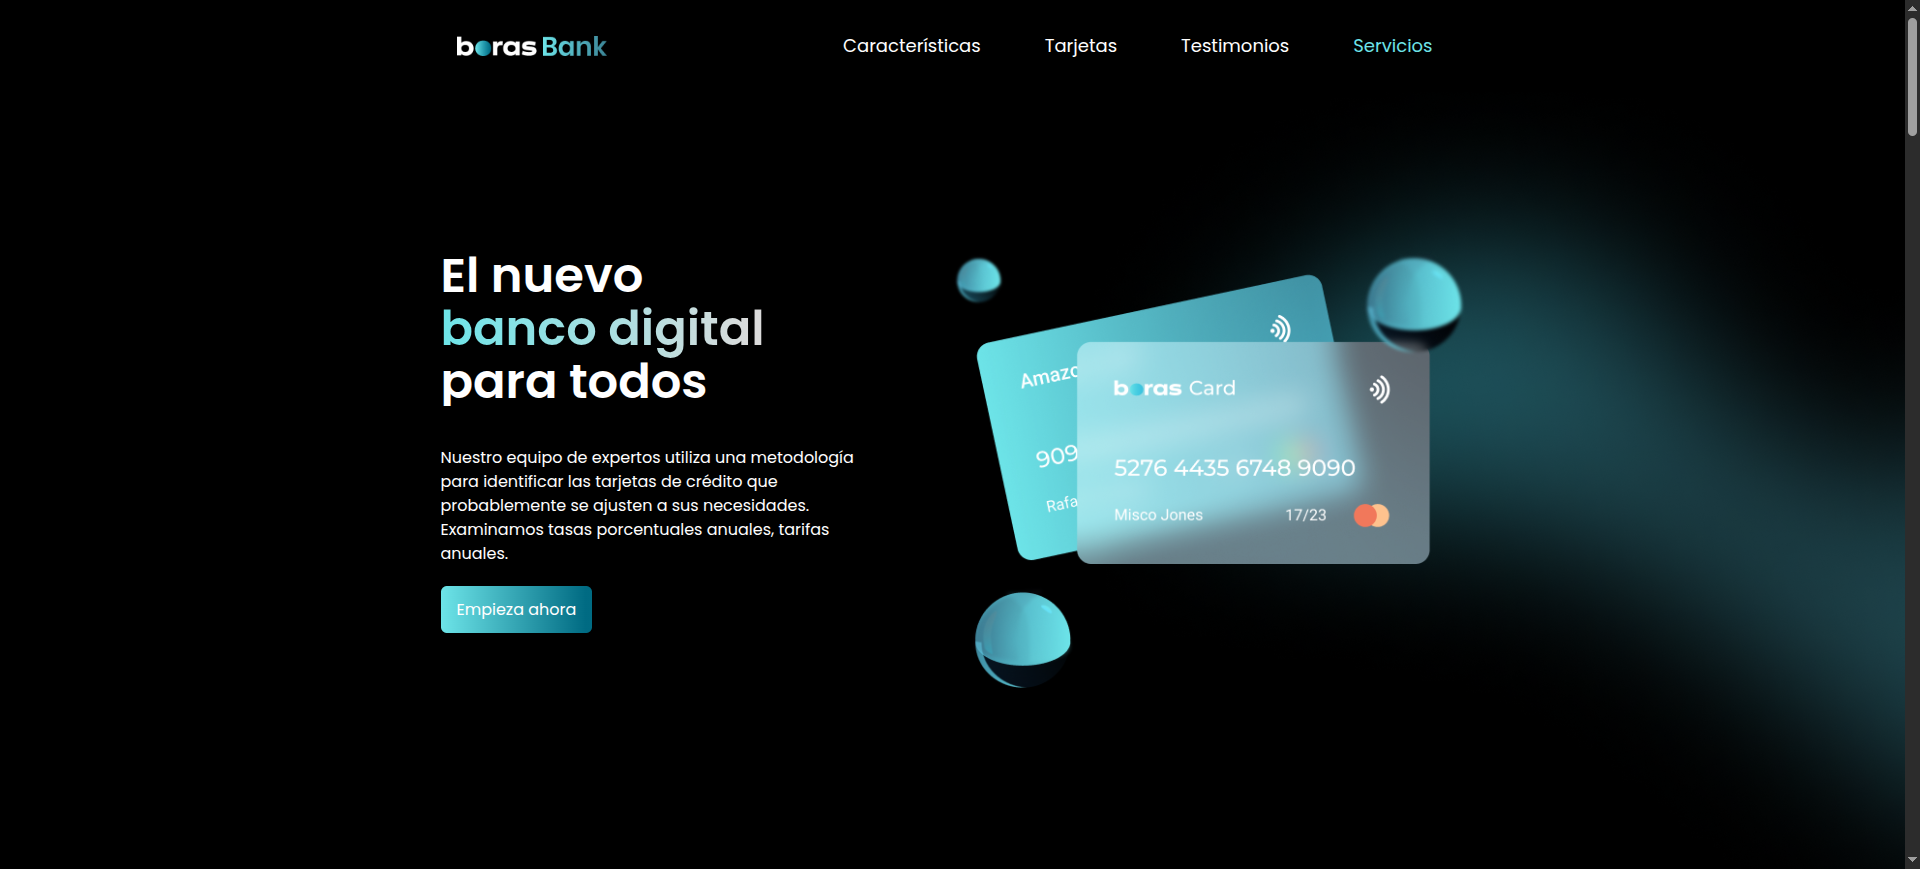 boras Bank
Características
Tarjetas
Testimonios
Servicios
El nuevo
banco digital
para todos
Nuestro equipo de expertos utiliza una metodología
para identificar las tarjetas de crédito que
probablemente se ajusten a sus necesidades.
Examinamos tasas porcentuales anuales, tarifas
anuales.
Empieza ahora
Amazo
909
Rafa
boras Card
5276 4435 6748 9090
Misco Jones 17/23